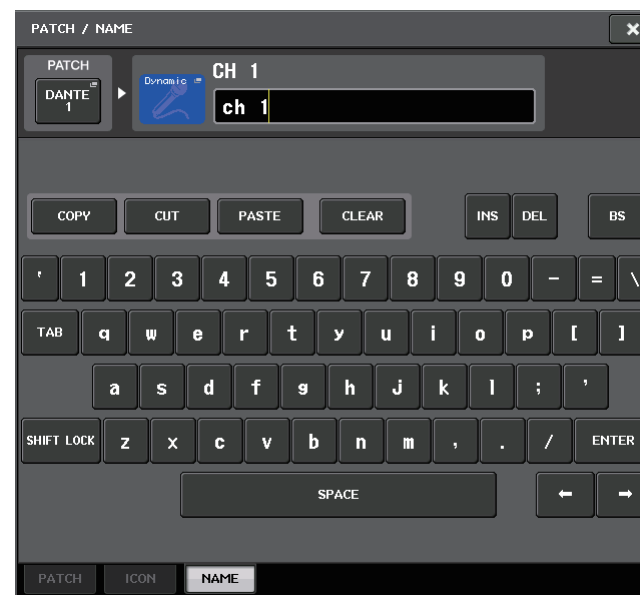 PATCH / NAME
PATCH
DANTE 1
Dynamic
CH 1
ch 1
COPY CUT PASTE CLEAR INS DEL BS
' 1 2 3 4 5 6 7 8 9 0 - = \
TAB q w e r t y u i o p [ ]
a s d f g h j k l ; '
SHIFT LOCK z x c v b n m , . / ENTER
SPACE ← →
PATCH ICON NAME